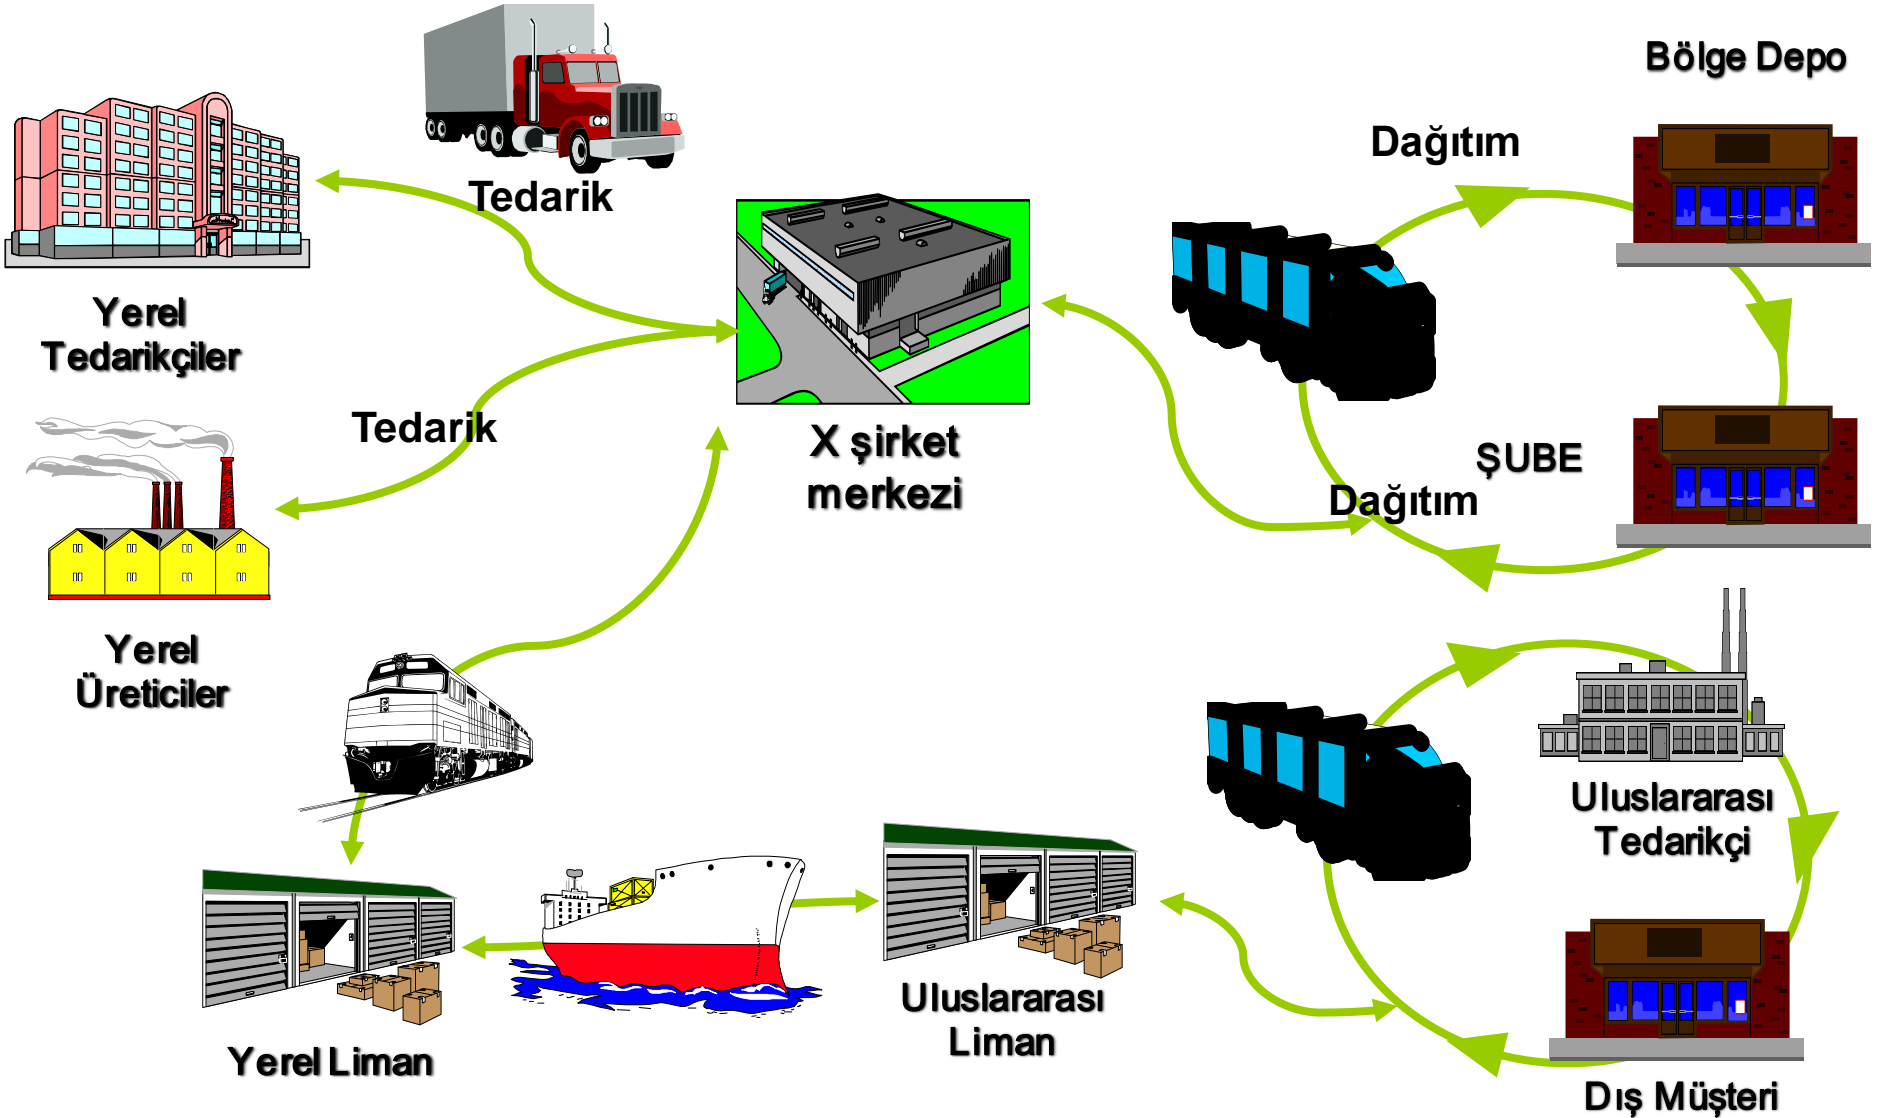 Bölge Depo
Dağıtım
Tedarik
Yerel
Tedarikçiler
Tedarik
X şirket
merkezi
ŞUBE
Dağıtım
Yerel
Üreticiler
Uluslararası
Tedarikçi
Uluslararası
Liman
Yerel Liman
Dış Müşteri